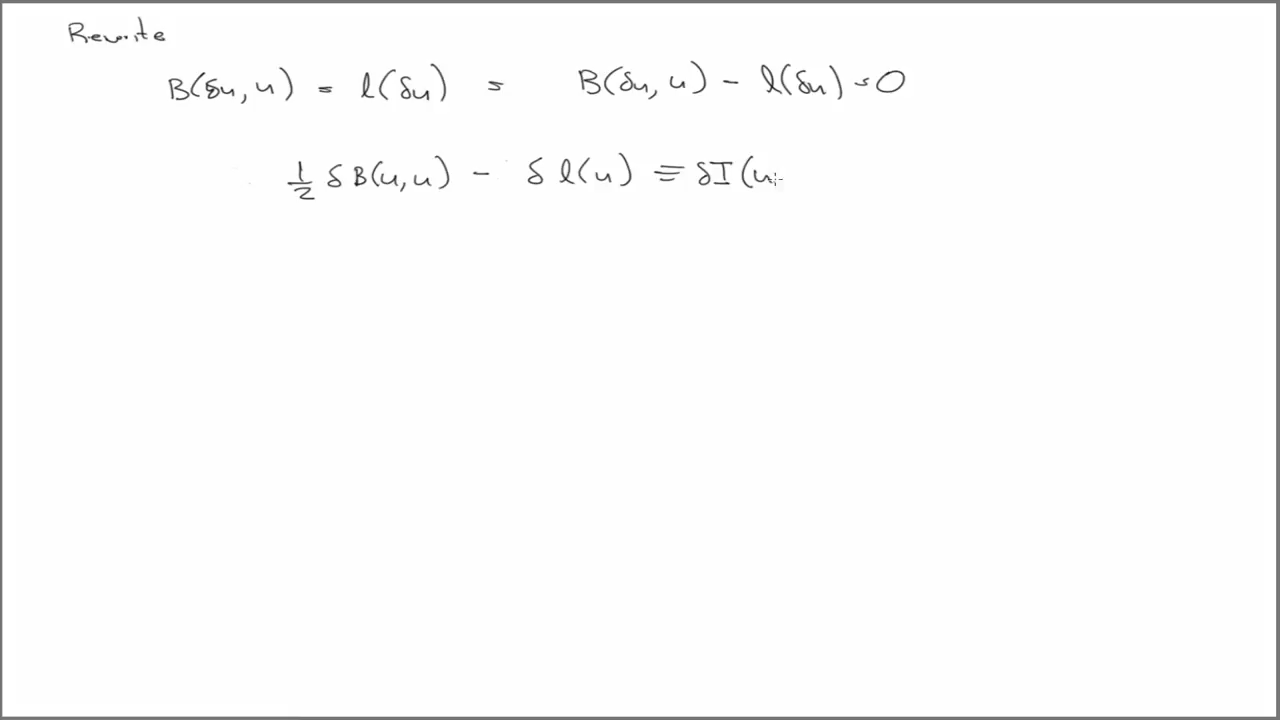 Rewrite
B(δu, u) = l(δu) = B(δu, u) - l(δu) = 0
1/2 δ B(u, u) - δ l(u) ≡ δI(u